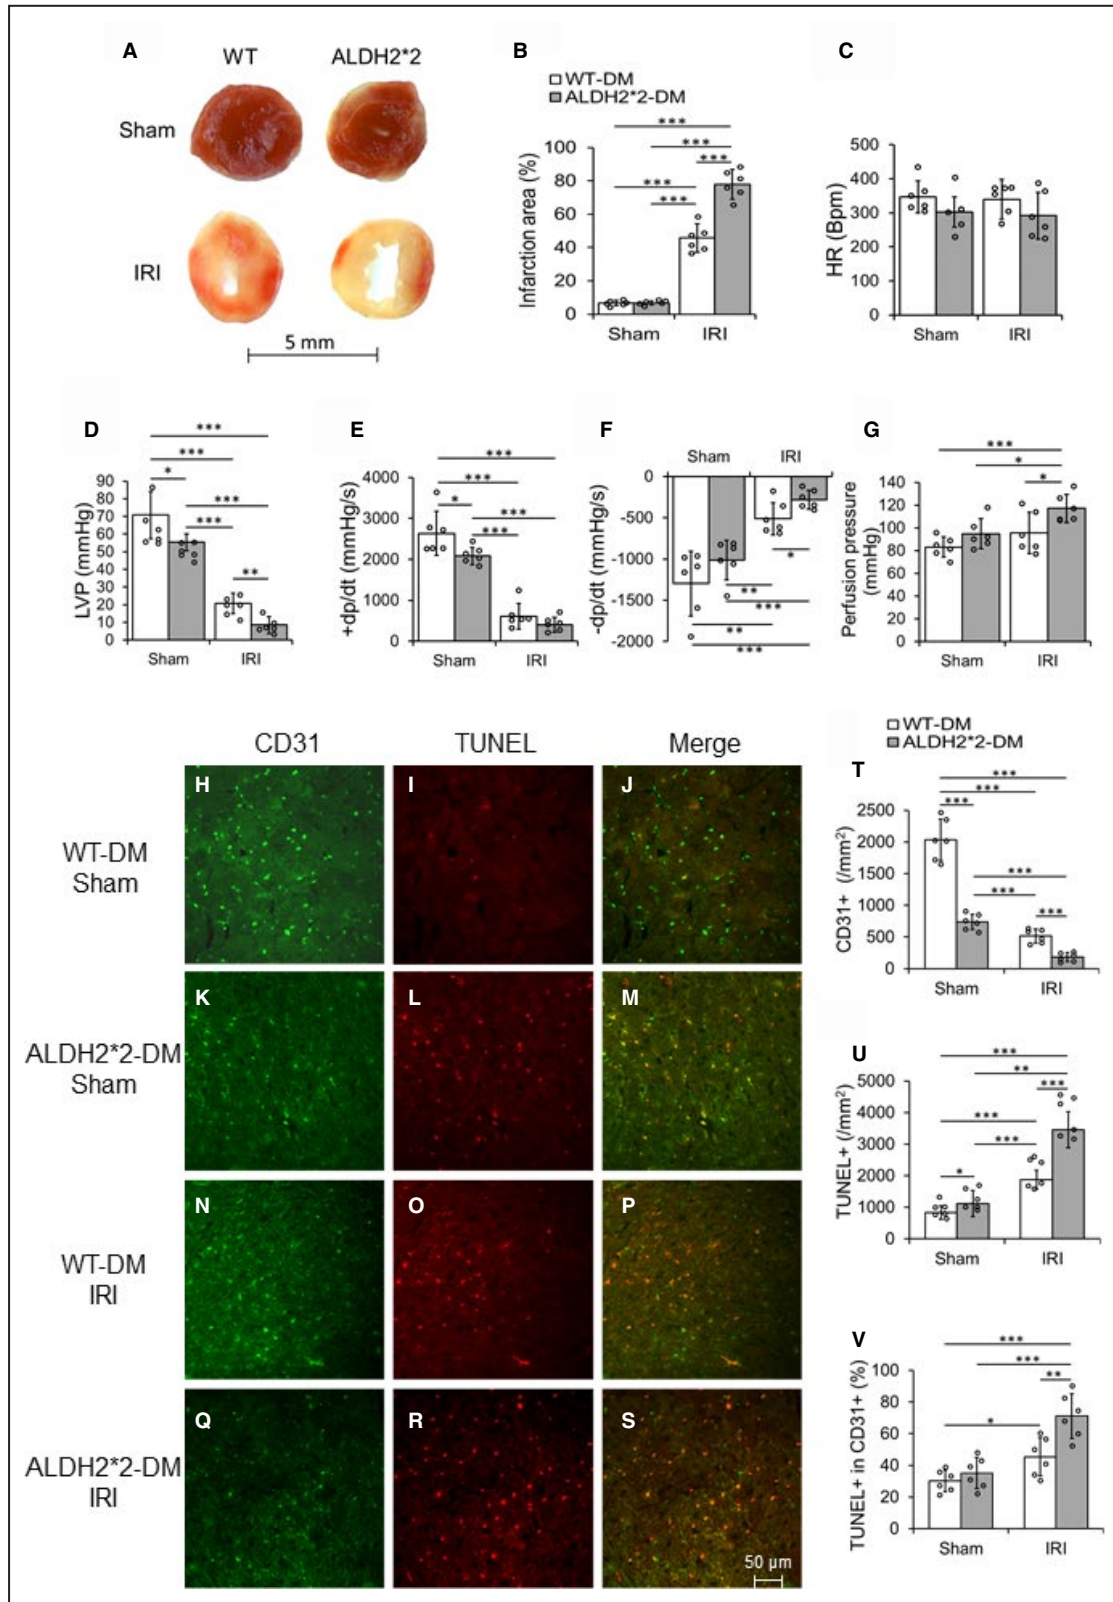 A
WT
ALDH2*2
Sham
IRI
5 mm
B
WT-DM
ALDH2*2-DM
***
***
***
***
***
Infarction area (%)
100
80
60
40
20
0
Sham
IRI
C
HR (Bpm)
500
400
300
300
100
0
Sham
IRI
D
***
***
*
***
***
**
LVP (mmHg)
90
80
70
60
50
40
30
20
10
0
Sham
IRI
E
***
***
*
***
***
+dp/dt (mmHg/s)
4000
3000
2000
1000
0
Sham
IRI
F
Sham
IRI
-dp/dt (mmHg/s)
0
-500
-1000
-1500
-2000
*
**
***
**
***
G
***
*
*
Perfusion pressure
(mmHg)
140
120
100
80
60
40
20
0
Sham
IRI
CD31
TUNEL
Merge
WT-DM
Sham
H
I
J
ALDH2*2-DM
Sham
K
L
M
WT-DM
IRI
N
O
P
ALDH2*2-DM
IRI
Q
R
S
50 µm
WT-DM
ALDH2*2-DM
T
***
***
***
***
***
***
CD31+ (/mm²)
2500
2000
1500
1000
500
0
Sham
IRI
U
***
**
***
***
***
*
TUNEL+ (/mm²)
5000
4000
3000
2000
1000
0
Sham
IRI
V
***
***
**
*
TUNEL+ in CD31+ (%)
100
80
60
40
20
0
Sham
IRI